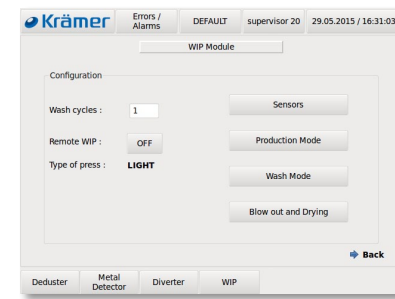 Krämer
Errors /
Alarms
DEFAULT
supervisor 20
29.05.2015 / 16:31:03
WIP Module
Configuration
Wash cycles : 1
Sensors
Remote WIP : OFF
Production Mode
Type of press : LIGHT
Wash Mode
Blow out and Drying
Back
Deduster
Metal
Detector
Diverter
WIP